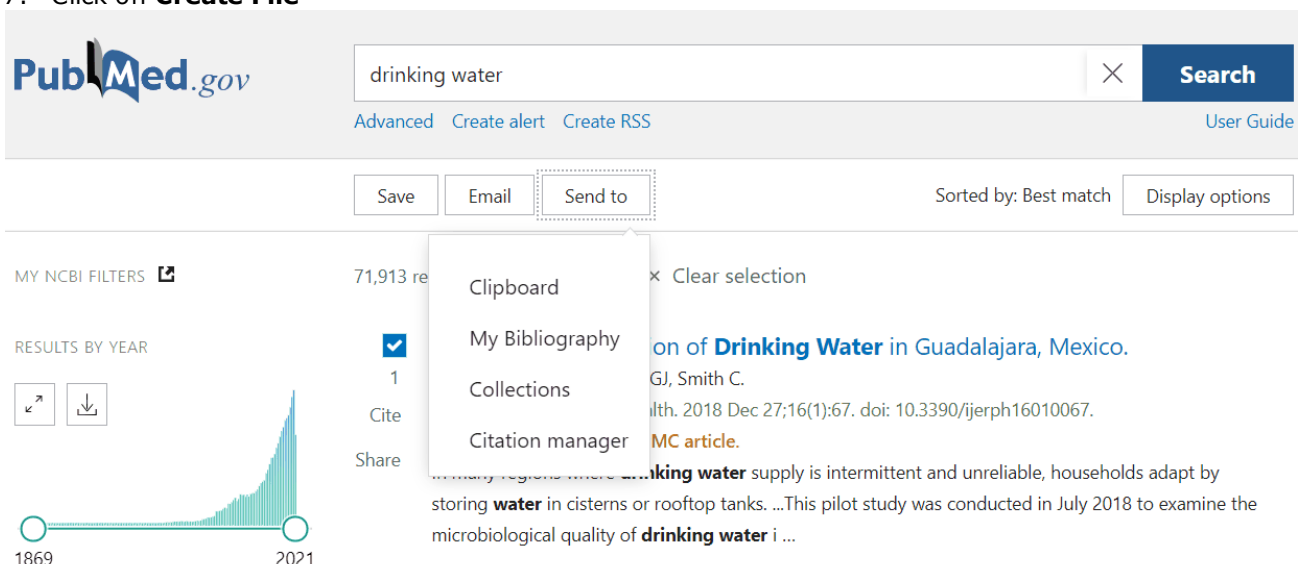 7. Click on Create File
PubMed.gov
drinking water
Search
Advanced Create alert Create RSS
User Guide
Save Email Send to
Sorted by: Best match Display options
MY NCBI FILTERS
71,913 re
× Clear selection
Clipboard
My Bibliography
Collections
Citation manager
RESULTS BY YEAR
1869 2021
1
Cite
Share
on of Drinking Water in Guadalajara, Mexico.
GJ, Smith C.
lth. 2018 Dec 27;16(1):67. doi: 10.3390/ijerph16010067.
MC article.
In many regions where drinking water supply is intermittent and unreliable, households adapt by
storing water in cisterns or rooftop tanks. ...This pilot study was conducted in July 2018 to examine the
microbiological quality of drinking water i ...